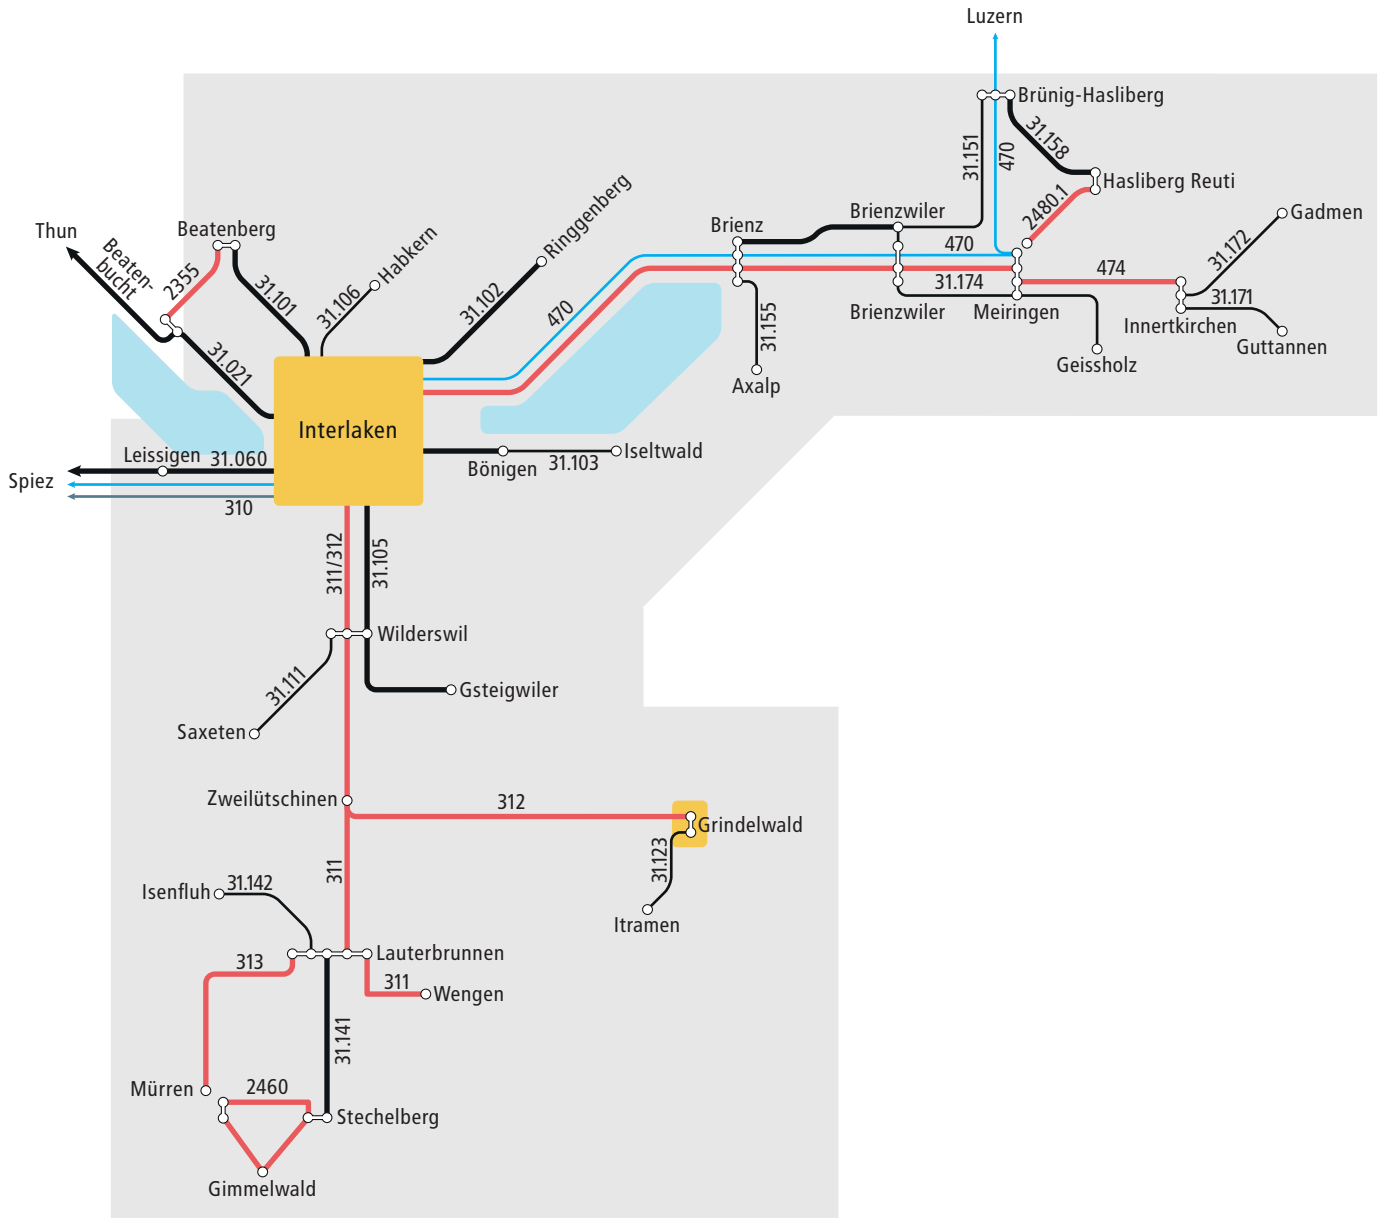 Luzern
Brünig-Hasliberg
31.158
31.151
470
Hasliberg Reuti
2480.1
Gadmen
31.172
Thun
Beatenberg
Beaten-
bucht
2355
31.101
Habkern
31.106
Ringgenberg
31.102
470
Brienz
Brienzwiler
470
474
31.174
31.171
Brienzwiler
Meiringen
Innertkirchen
Guttannen
31.155
Geissholz
Axalp
31.021
Interlaken
Leissigen
31.060
Bönigen
31.103
Iseltwald
Spiez
310
311/312
31.105
Wilderswil
31.111
Gsteigwiler
Saxeten
Zweilütschinen
312
Grindelwald
311
31.123
Isenfluh
31.142
Itramen
Lauterbrunnen
313
311
Wengen
31.141
Mürren
2460
Stechelberg
Gimmelwald